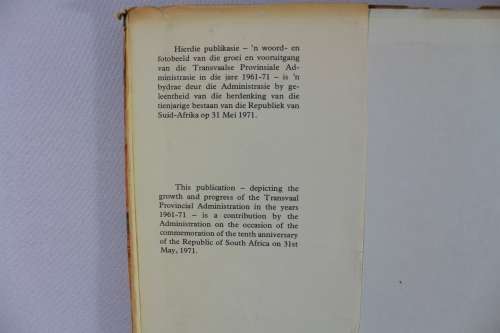 Hierdie publikasie – 'n woord- en
fotobeeld van die groei en vooruitgang
van die Transvaalse Provinsiale Ad-
ministrasie in die jare 1961-71 – is 'n
bydrae deur die Administrasie by ge-
leentheid van die herdenking van die
tienjarige bestaan van die Republiek van
Suid-Afrika op 31 Mei 1971.
This publication – depicting the
growth and progress of the Transvaal
Provincial Administration in the years
1961-71 – is a contribution by the
Administration on the occasion of the
commemoration of the tenth anniversary
of the Republic of South Africa on 31st
May, 1971.